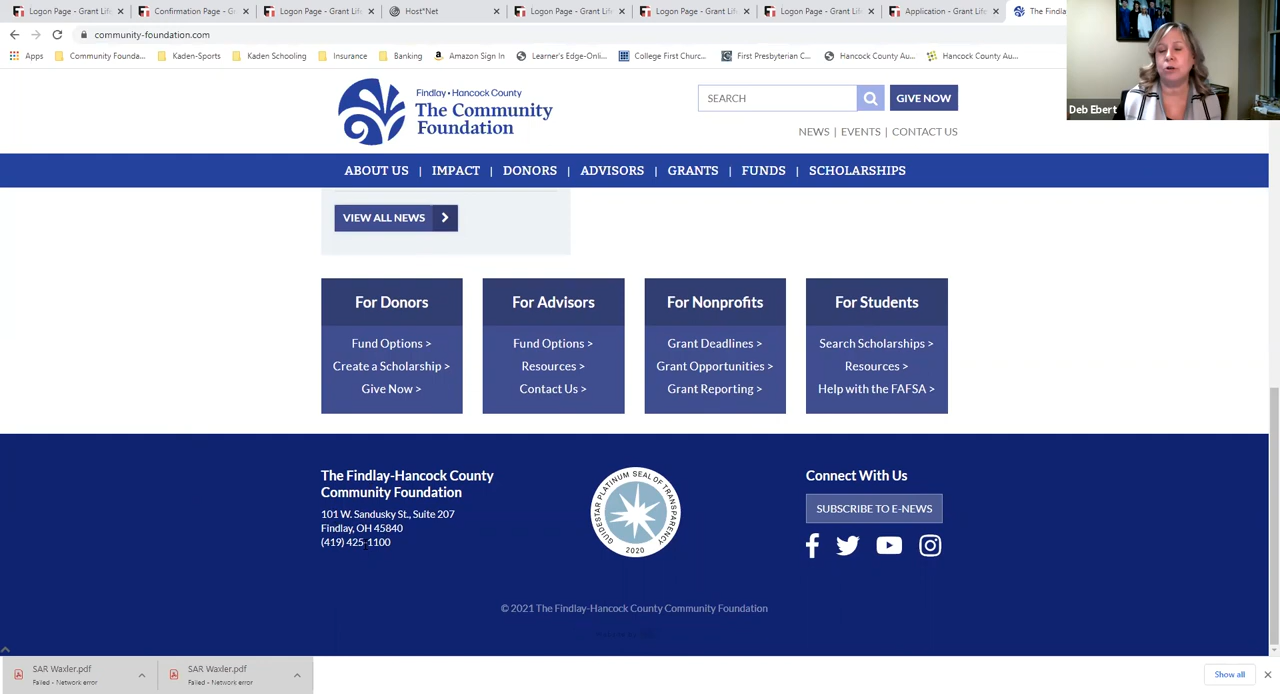 Logon Page - Grant Life
Confirmation Page - G
Logon Page - Grant Life
Host*Net
Logon Page - Grant Life
Logon Page - Grant Life
Logon Page - Grant Life
Application - Grant Life
The Findla
community-foundation.com
Apps
Community Founda...
Kaden-Sports
Kaden Schooling
Insurance
Banking
Amazon Sign In
Learner's Edge-Onli...
College First Churc...
First Presbyterian C...
Hancock County Au...
Hancock County Au...
Deb Ebert
Findlay • Hancock County
The Community
Foundation
SEARCH
GIVE NOW
NEWS | EVENTS | CONTACT US
ABOUT US | IMPACT | DONORS | ADVISORS | GRANTS | FUNDS | SCHOLARSHIPS
VIEW ALL NEWS
For Donors
Fund Options >
Create a Scholarship >
Give Now >
For Advisors
Fund Options >
Resources >
Contact Us >
For Nonprofits
Grant Deadlines >
Grant Opportunities >
Grant Reporting >
For Students
Search Scholarships >
Resources >
Help with the FAFSA >
The Findlay-Hancock County
Community Foundation
101 W. Sandusky St., Suite 207
Findlay, OH 45840
(419) 425-1100
GUIDESTAR PLATINUM SEAL OF TRANSPARENCY
2020
Connect With Us
SUBSCRIBE TO E-NEWS
© 2021 The Findlay-Hancock County Community Foundation
SAR Waxler.pdf
Failed - Network error
SAR Waxler.pdf
Failed - Network error
Show all